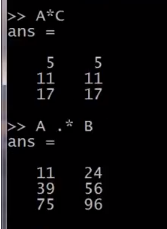 >> A*C
ans =
5 5
11 11
17 17
>> A .* B
ans =
11 24
39 56
75 96